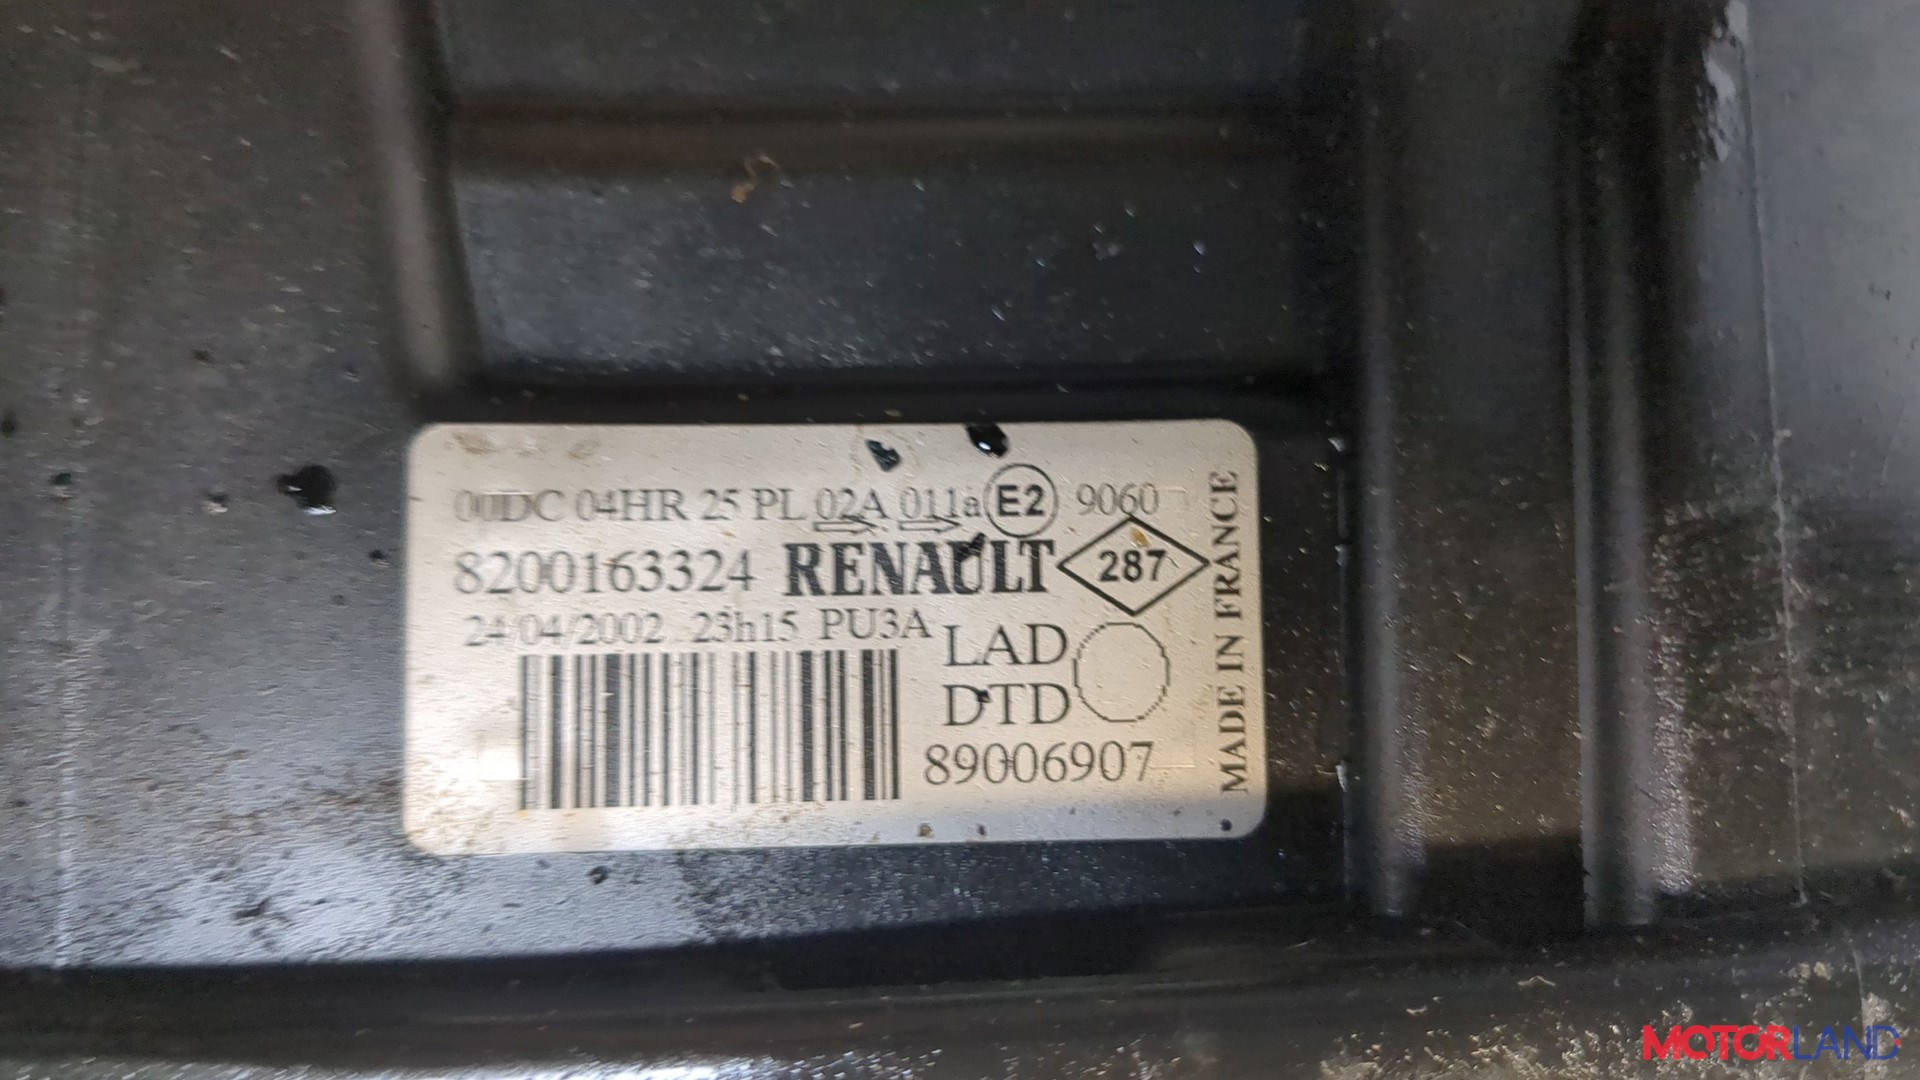 00DC 04HR 25 PL 02A 011a E2 9060
8200163324 RENAULT 287
24/04/2002 23h15 PU3A
LAD
DTD
89006907
MADE IN FRANCE
MOTORLAND